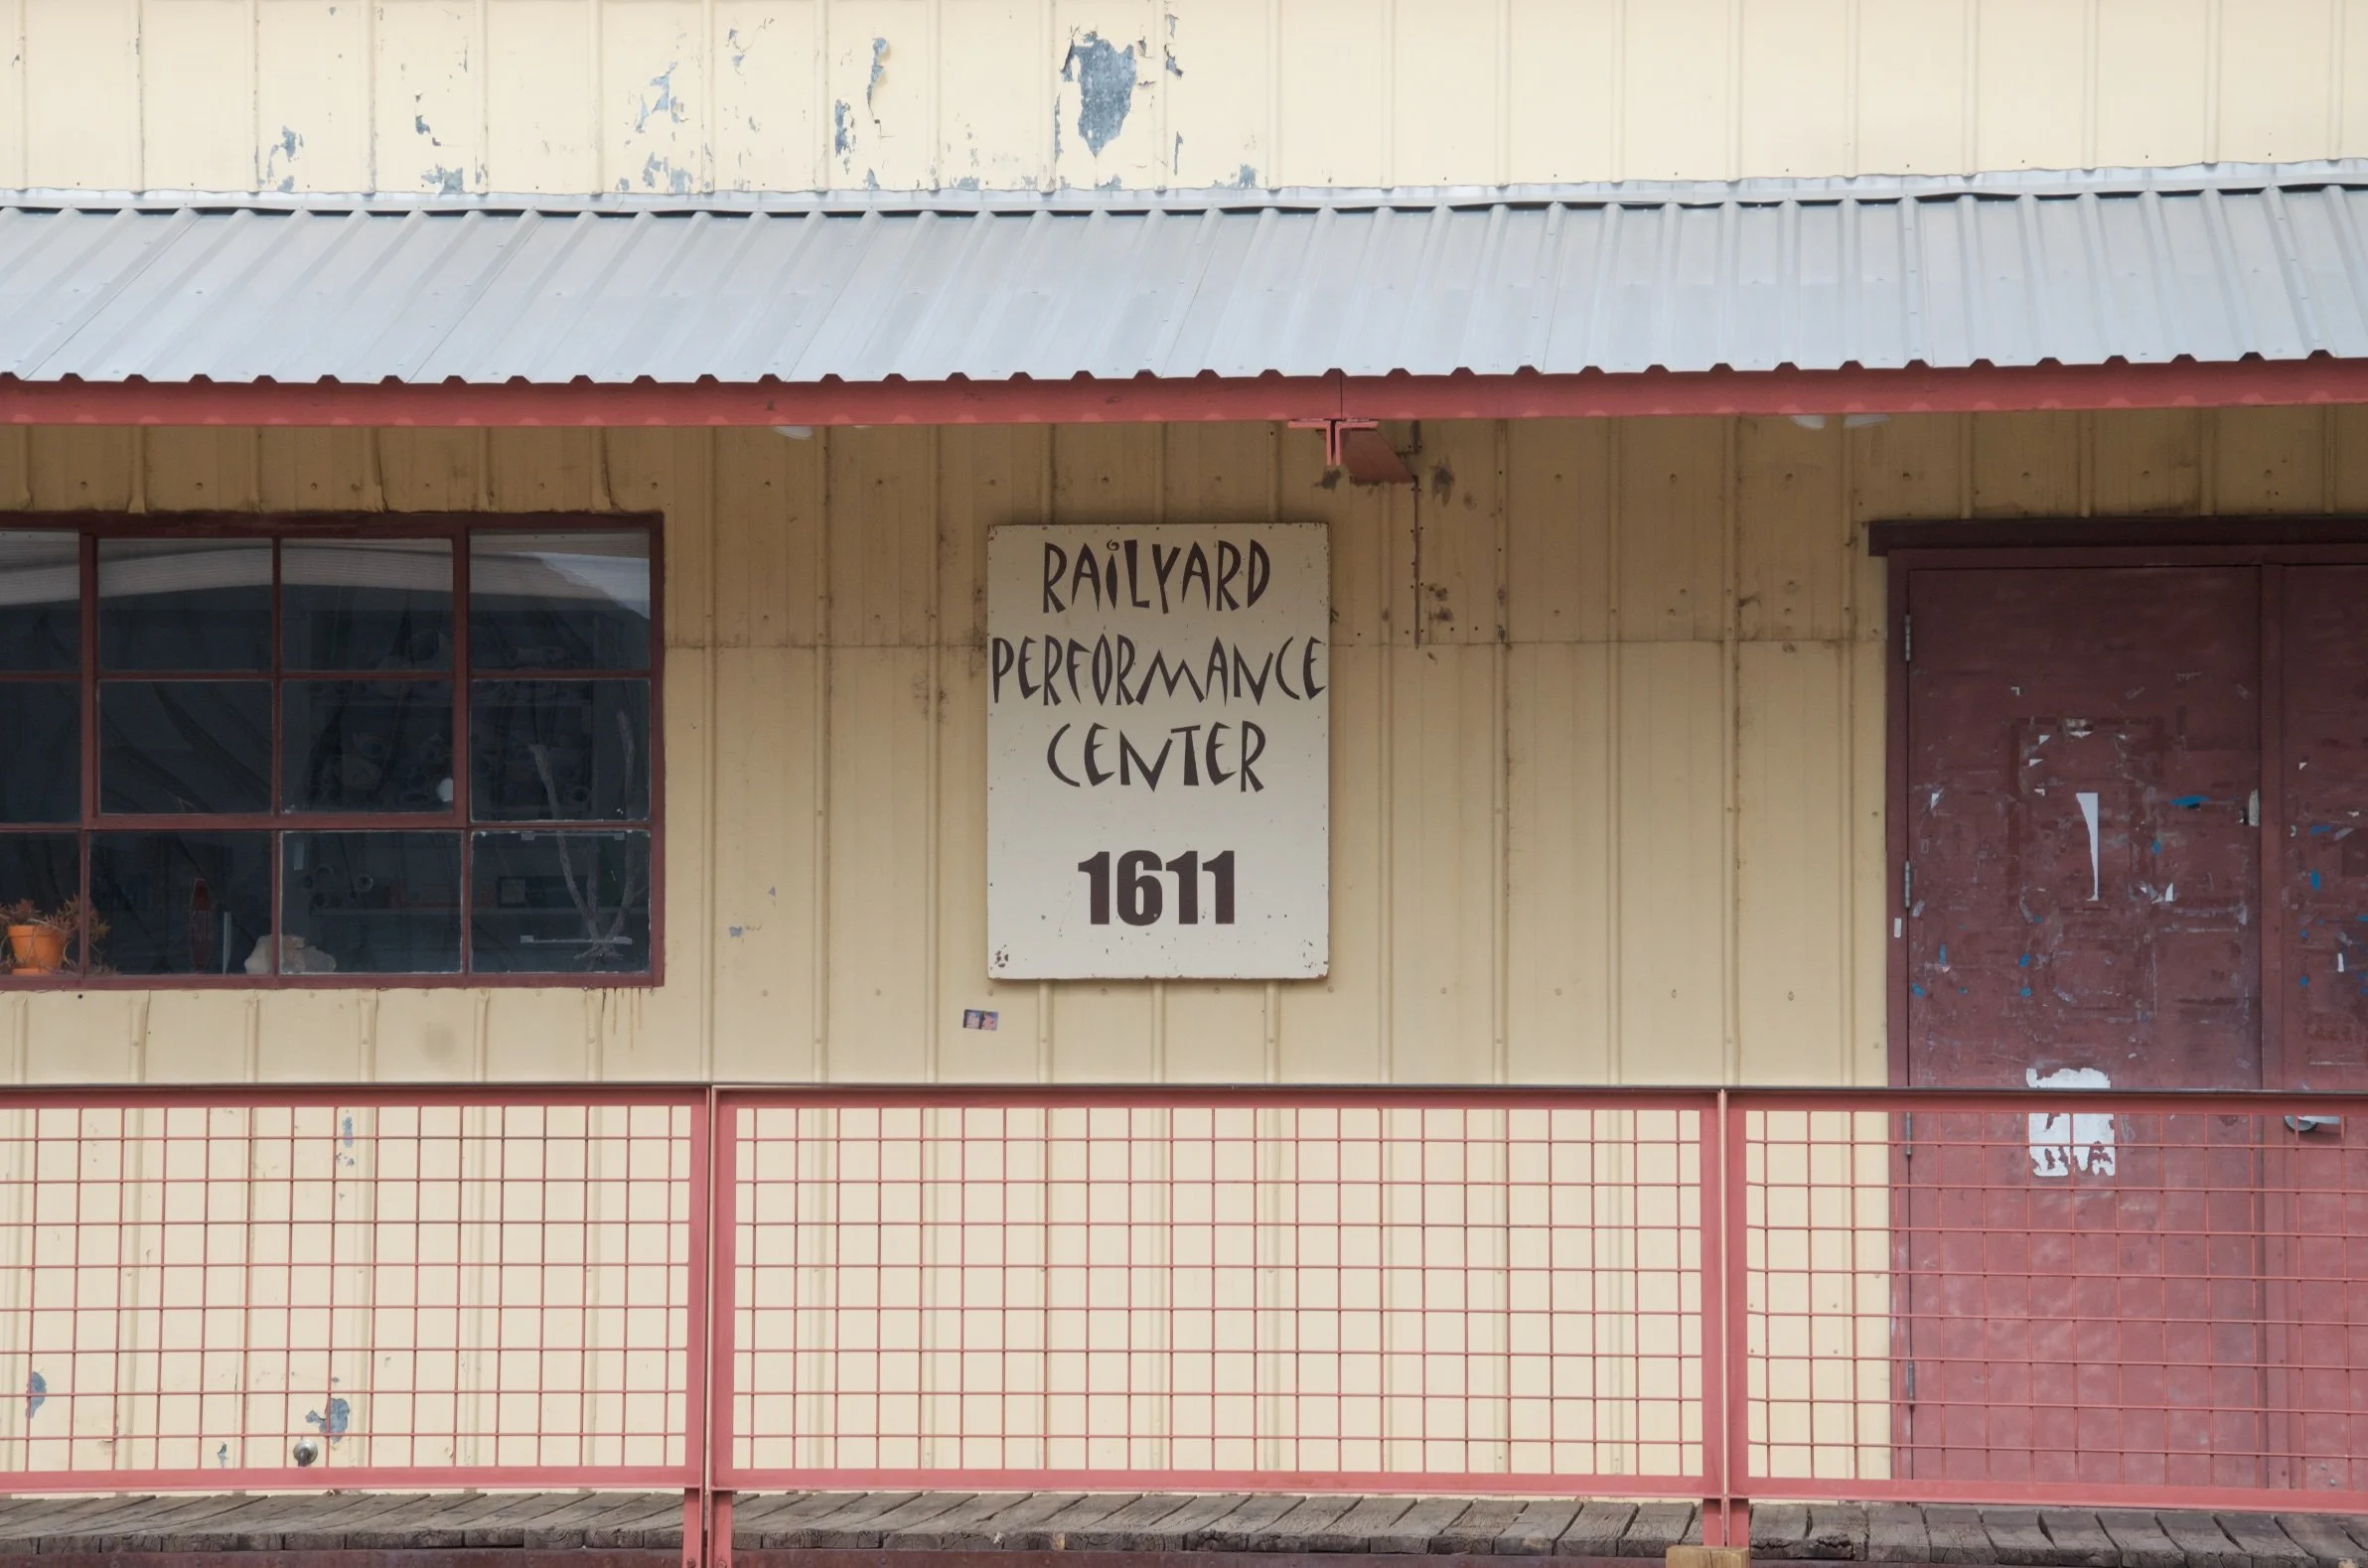 RAiLYARD
PERFORMANCE
CENTER
1611